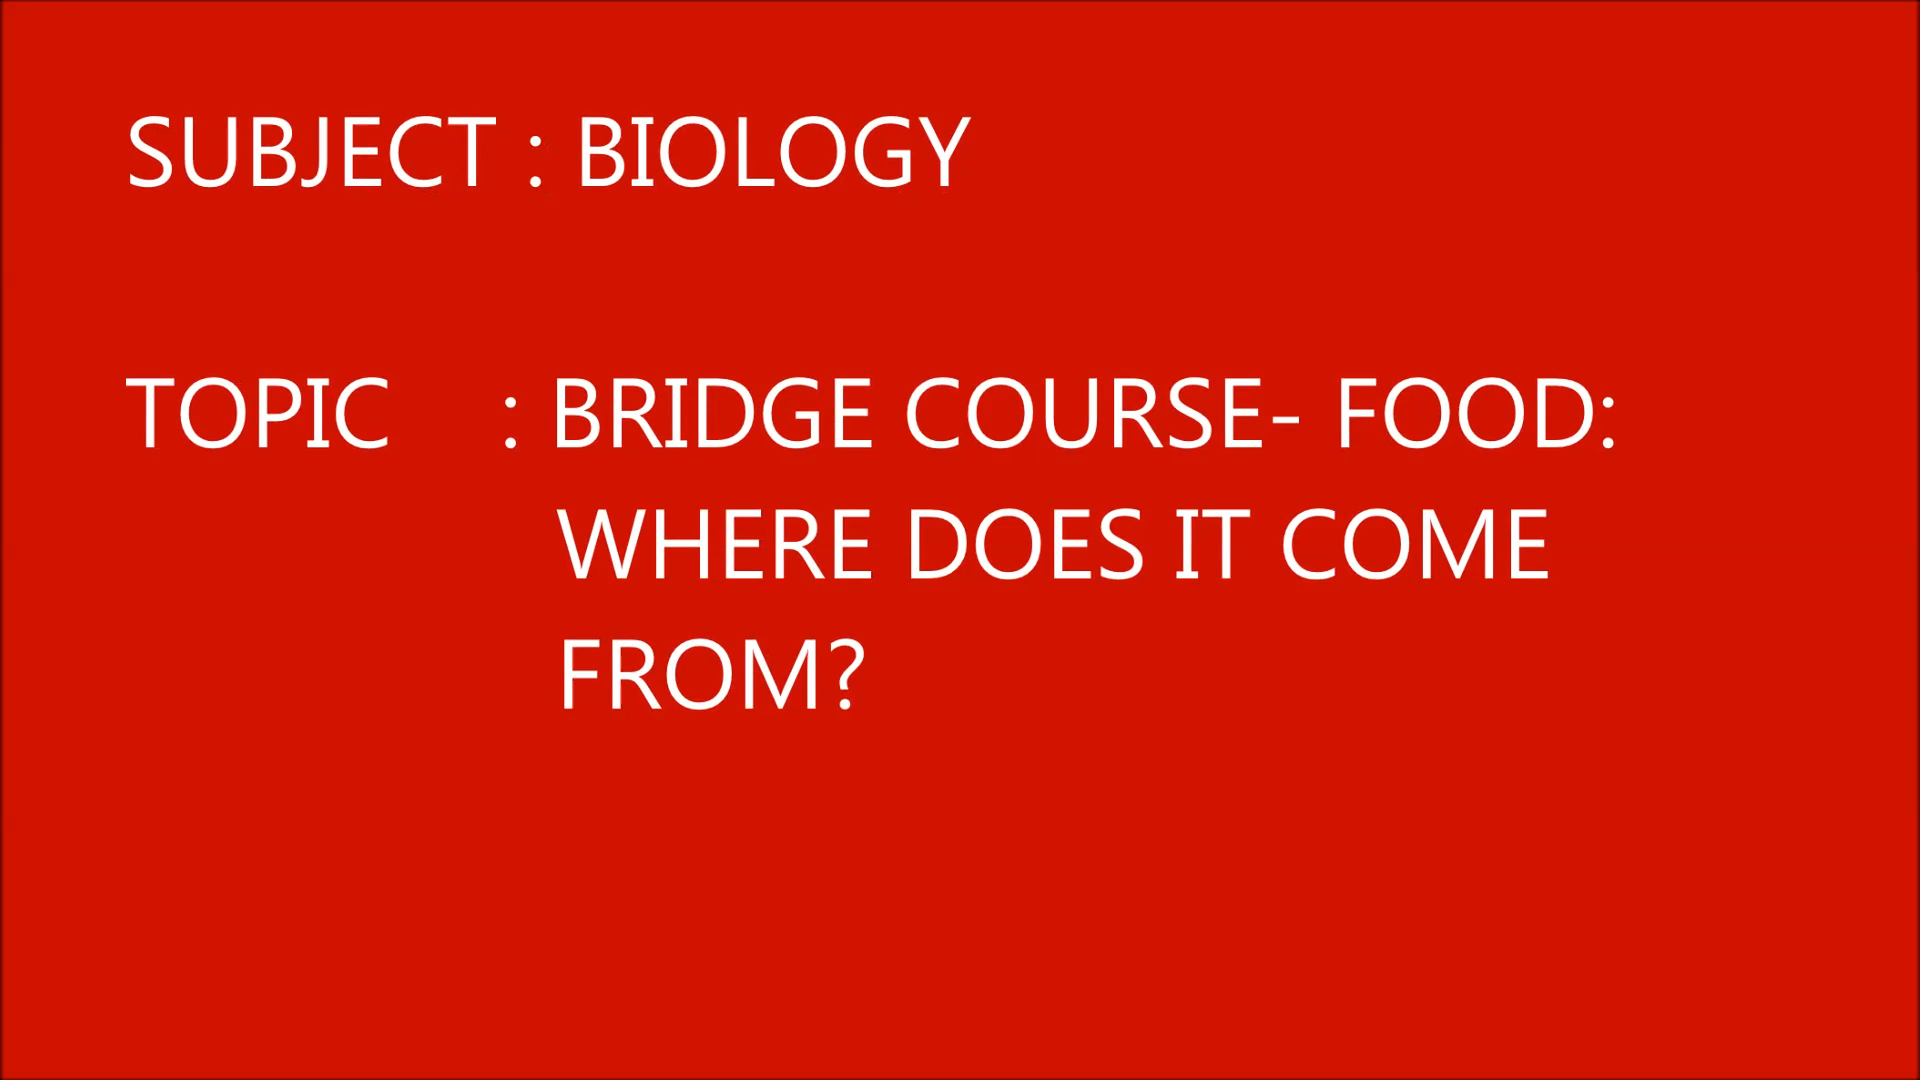 SUBJECT : BIOLOGY
TOPIC : BRIDGE COURSE- FOOD:
WHERE DOES IT COME
FROM?